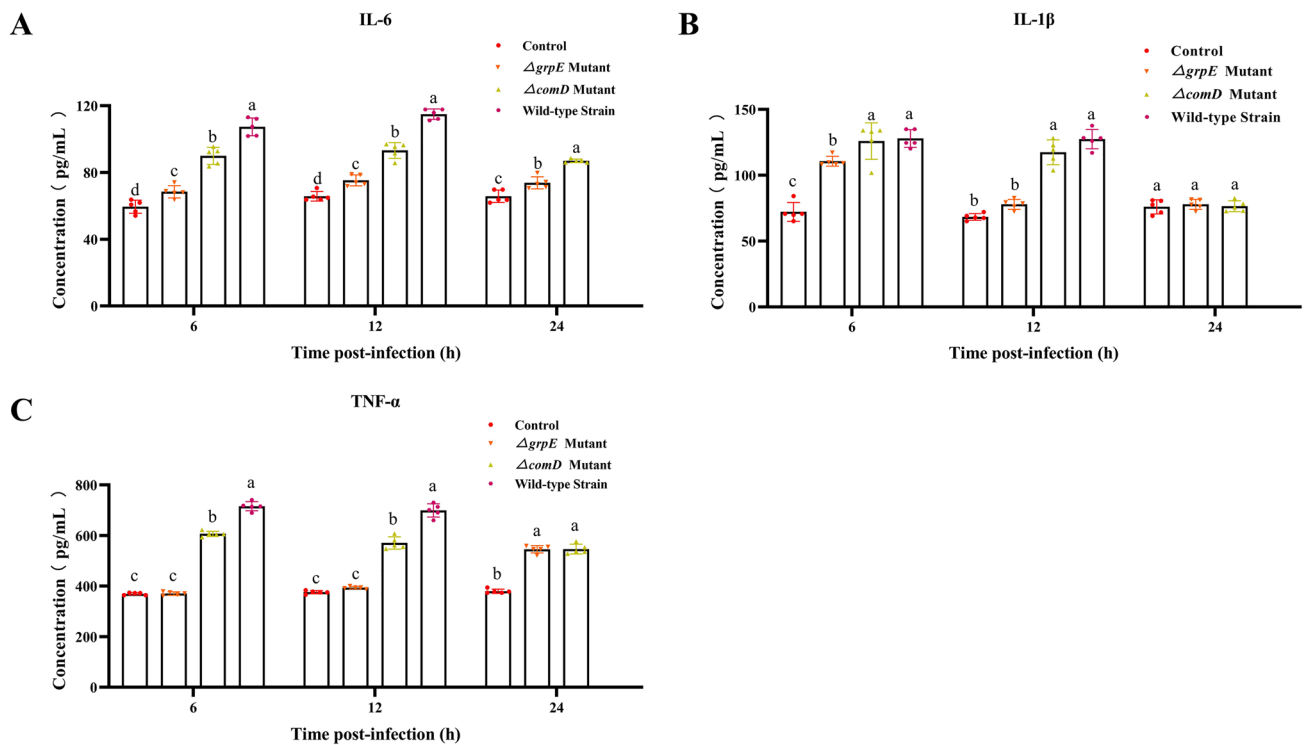 A
IL-6
Control
△grpE Mutant
△comD Mutant
Wild-type Strain
Concentration ( pg/mL )
120
80
40
0
d
c
b
a
d
c
b
a
c
b
a
6
12
24
Time post-infection (h)
B
IL-1β
Control
△grpE Mutant
△comD Mutant
Wild-type Strain
Concentration ( pg/mL )
150
100
50
0
c
b
a
a
b
b
a
a
a
a
a
6
12
24
Time post-infection (h)
C
TNF-α
Control
△grpE Mutant
△comD Mutant
Wild-type Strain
Concentration ( pg/mL )
800
600
400
200
0
c
c
b
a
c
c
b
a
b
a
a
6
12
24
Time post-infection (h)